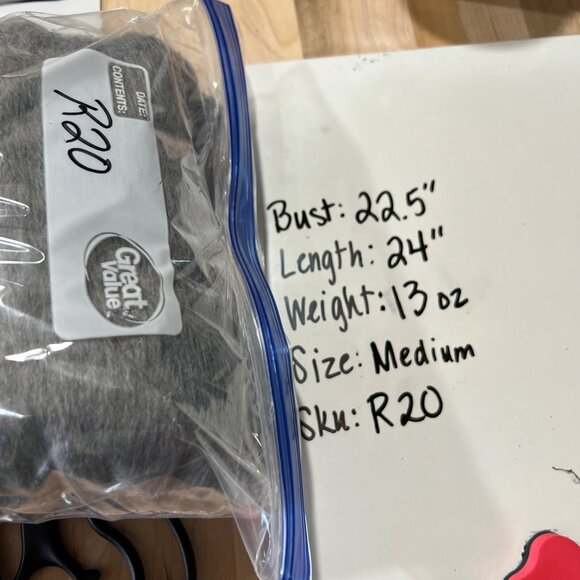 DATE:
CONTENTS:
R20
Great
Value
Bust: 22.5"
Length: 24"
Weight: 13 oz
Size: Medium
Sku: R20